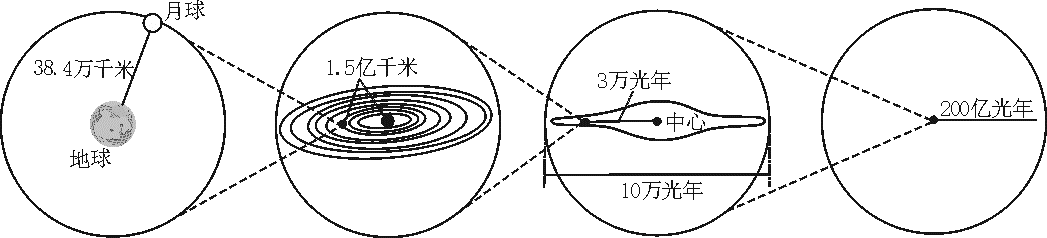 月球
38.4万千米
地球
1.5亿千米
3万光年
中心
10万光年
200亿光年